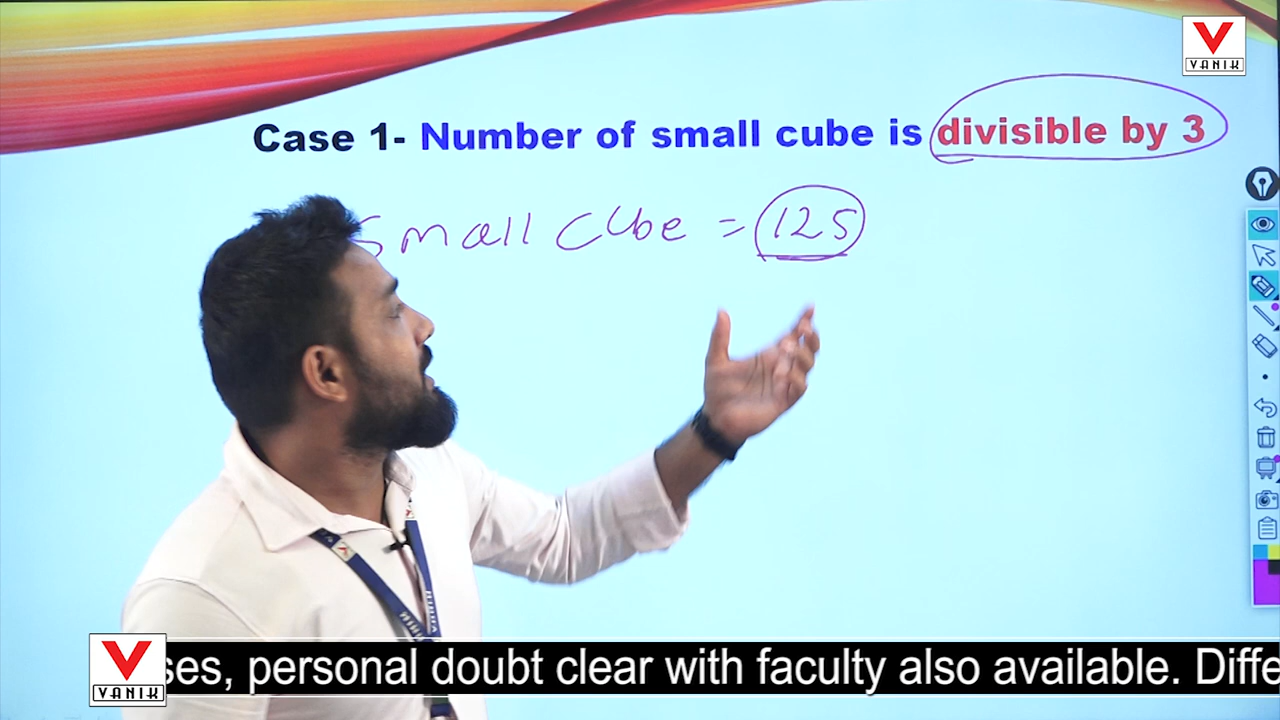 VANIK
Case 1- Number of small cube is divisible by 3
Small cube = 125
VANIK
ses, personal doubt clear with faculty also available. Diffe